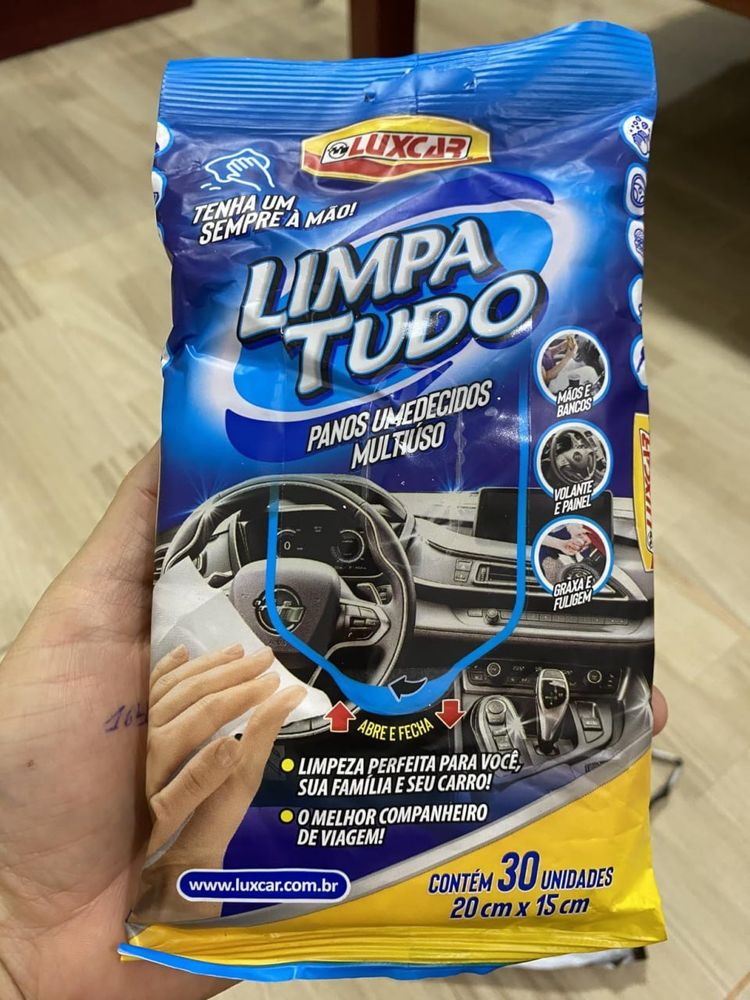 LUXCAR
TENHA UM
SEMPRE À MÃO!
LIMPA
TUDO
PANOS UMEDECIDOS
MULTIÚSO
MÃOS E
BANCOS
VOLANTE
E PAINEL
GRAXA E
FULIGEM
LUXCAR
ABRE E FECHA
• LIMPEZA PERFEITA PARA VOCÊ,
SUA FAMÍLIA E SEU CARRO!
• O MELHOR COMPANHEIRO
DE VIAGEM!
www.luxcar.com.br
CONTÉM 30 UNIDADES
20 cm x 15 cm